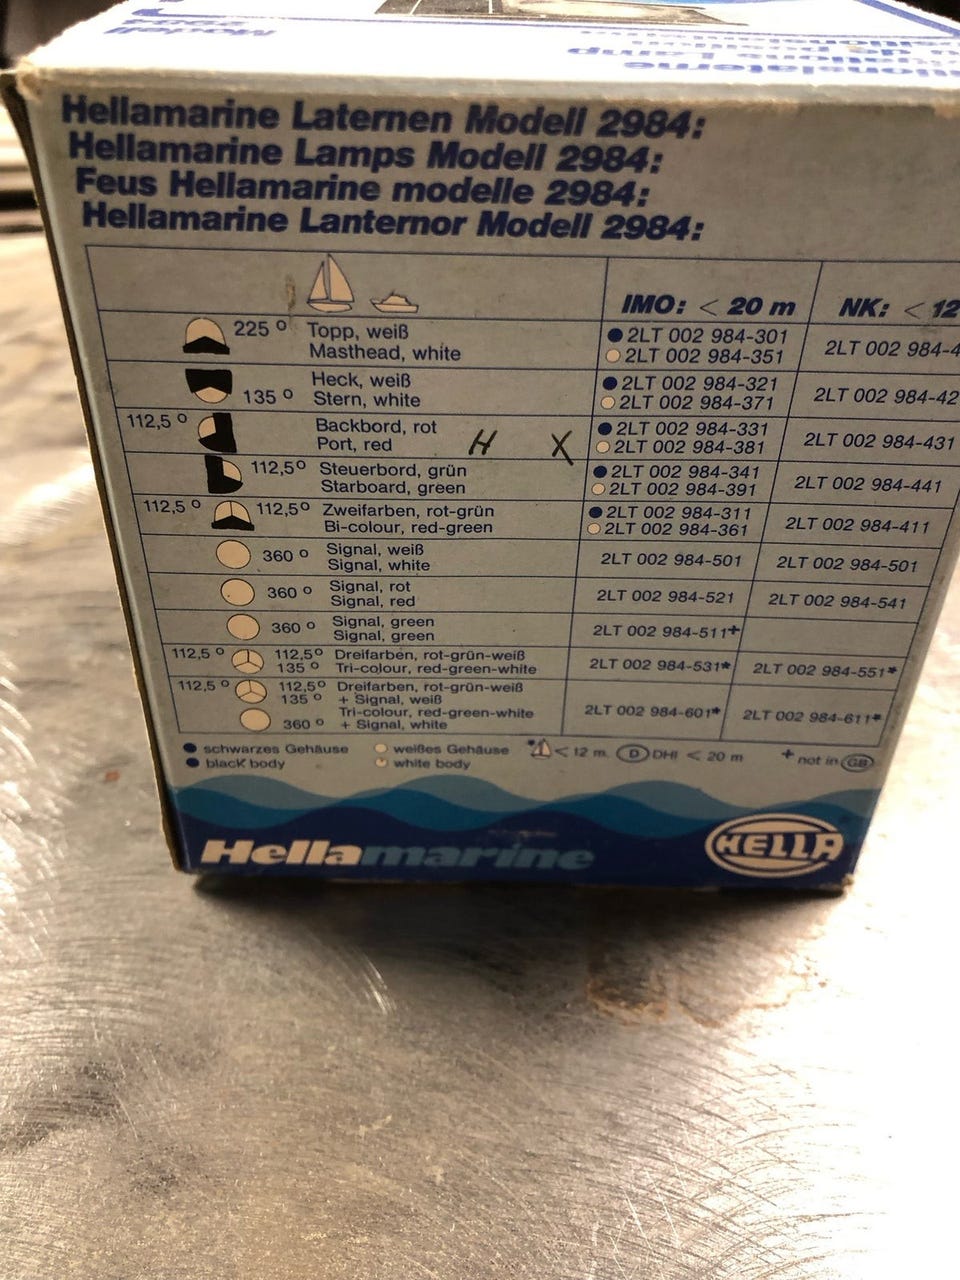 Modell
2984
Hellamarine Laternen Modell 2984:
Hellamarine Lamps Modell 2984:
Feus Hellamarine modelle 2984:
Hellamarine Lanternor Modell 2984:
IMO: < 20 m NK: < 12
225° Topp, weiß 2LT 002 984-301
Masthead, white 2LT 002 984-351 2LT 002 984-4
Heck, weiß 2LT 002 984-321
135° Stern, white 2LT 002 984-371 2LT 002 984-42
112,5° Backbord, rot 2LT 002 984-331
Port, red H X 2LT 002 984-381 2LT 002 984-431
112,5° Steuerbord, grün 2LT 002 984-341
Starboard, green 2LT 002 984-391 2LT 002 984-441
112,5° 112,5° Zweifarben, rot-grün 2LT 002 984-311
Bi-colour, red-green 2LT 002 984-361 2LT 002 984-411
360° Signal, weiß 2LT 002 984-501 2LT 002 984-501
Signal, white
360° Signal, rot 2LT 002 984-521 2LT 002 984-541
Signal, red
360° Signal, green 2LT 002 984-511+
Signal, green
112,5° 112,5° Dreifarben, rot-grün-weiß
135° Tri-colour, red-green-white 2LT 002 984-531* 2LT 002 984-551*
112,5° 112,5° Dreifarben, rot-grün-weiß
135° + Signal, weiß 2LT 002 984-601* 2LT 002 984-611*
Tri-colour, red-green-white
360° + Signal, white
schwarzes Gehäuse weißes Gehäuse * < 12 m. D DHI < 20 m + not in GB
black body white body
Hellamarine HELLA